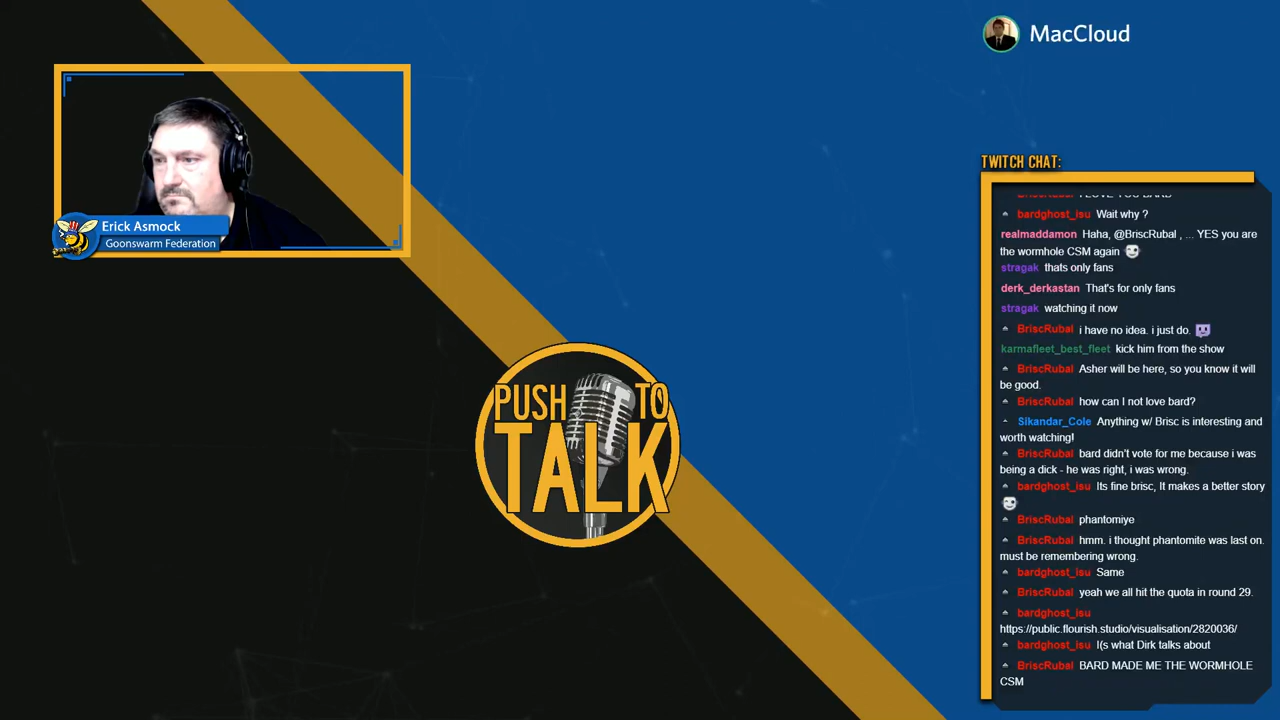 MacCloud
Erick Asmock
Goonswarm Federation
PUSH TO
TALK
TWITCH CHAT:
bardghost_isu Wait why ?
realmaddamon Haha, @BriscRubal , ... YES you are
the wormhole CSM again
stragak thats only fans
derk_derkastan That's for only fans
stragak watching it now
BriscRubal i have no idea. i just do.
karmafleet_best_fleet kick him from the show
BriscRubal Asher will be here, so you know it will
be good.
BriscRubal how can I not love bard?
Sikandar_Cole Anything w/ Brisc is interesting and
worth watching!
BriscRubal bard didn't vote for me because i was
being a dick - he was right, i was wrong.
bardghost_isu Its fine brisc, It makes a better story
BriscRubal phantomiye
BriscRubal hmm. i thought phantomite was last on.
must be remembering wrong.
bardghost_isu Same
BriscRubal yeah we all hit the quota in round 29.
bardghost_isu
https://public.flourish.studio/visualisation/2820036/
bardghost_isu I(s what Dirk talks about
BriscRubal BARD MADE ME THE WORMHOLE
CSM